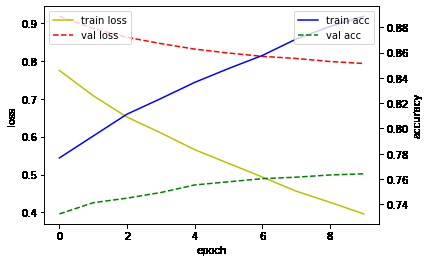 train loss
val loss
train acc
val acc
0.9
0.8
0.7
0.6
0.5
0.4
0.88
0.86
0.84
0.82
0.80
0.78
0.76
0.74
loss
accuracy
0 2 4 6 8
epoch